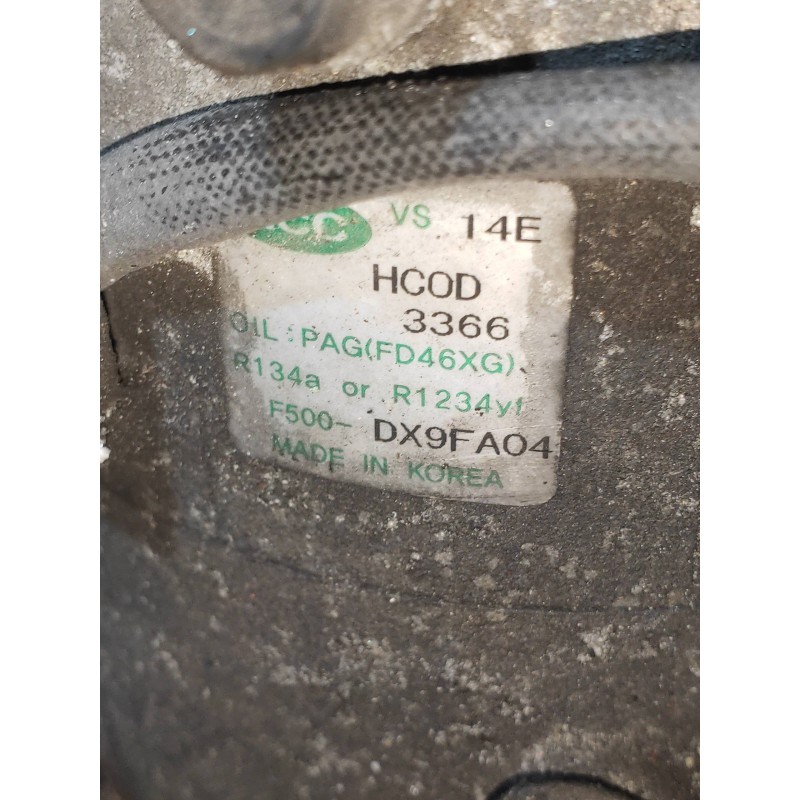 VS 14E
HCOD
3366
OIL : PAG(FD46XG)
R134a or R1234yf
F500- DX9FA04
MADE IN KOREA